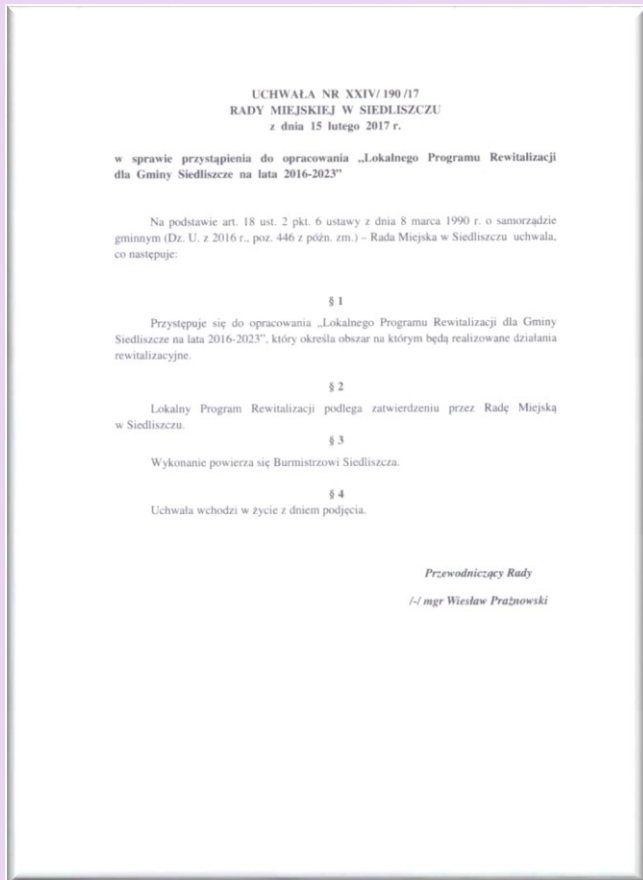 UCHWAŁA NR XXIV/ 190 /17
RADY MIEJSKIEJ W SIEDLISZCZU
z dnia 15 lutego 2017 r.
w sprawie przystąpienia do opracowania „Lokalnego Programu Rewitalizacji
dla Gminy Siedliszcze na lata 2016-2023”
Na podstawie art. 18 ust. 2 pkt. 6 ustawy z dnia 8 marca 1990 r. o samorządzie
gminnym (Dz. U. z 2016 r., poz. 446 z późn. zm.) – Rada Miejska w Siedliszczu uchwala,
co następuje:
§ 1
Przystępuje się do opracowania „Lokalnego Programu Rewitalizacji dla Gminy
Siedliszcze na lata 2016-2023”, który określa obszar na którym będą realizowane działania
rewitalizacyjne.
§ 2
Lokalny Program Rewitalizacji podlega zatwierdzeniu przez Radę Miejską
w Siedliszczu.
§ 3
Wykonanie powierza się Burmistrzowi Siedliszcza.
§ 4
Uchwała wchodzi w życie z dniem podjęcia.
Przewodniczący Rady
/-/ mgr Wiesław Prażnowski